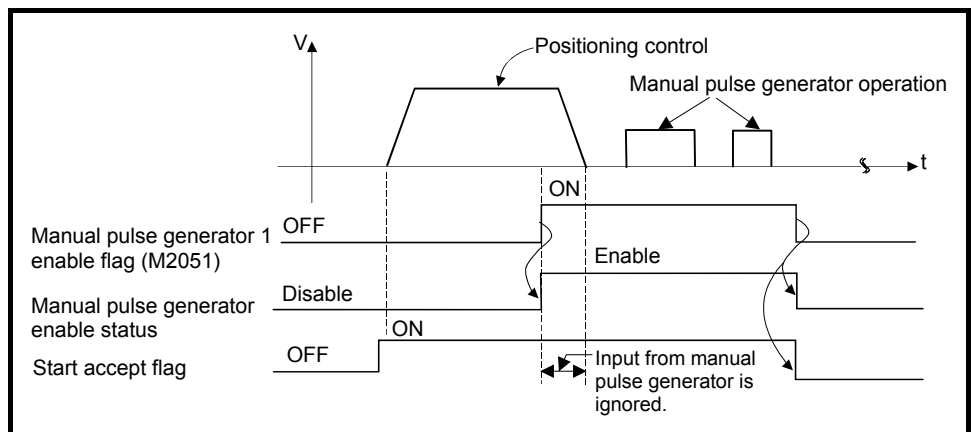 V
Positioning control
Manual pulse generator operation
t
ON
OFF
Manual pulse generator 1
enable flag (M2051)
Enable
Disable
Manual pulse generator
enable status
ON
OFF
Start accept flag
Input from manual
pulse generator is
ignored.